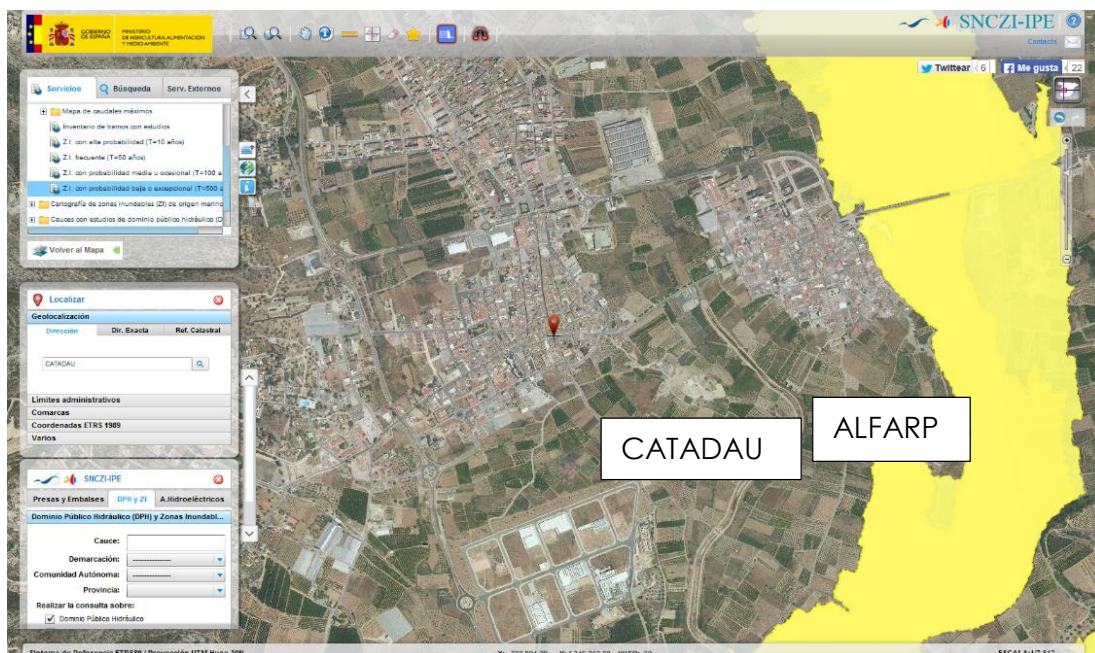 GOBIERNO DE ESPAÑA
MINISTERIO DE AGRICULTURA, ALIMENTACIÓN Y MEDIO AMBIENTE
SNCZI-IPE
Contacto
Twittear 6
Me gusta 22
Servicios Búsqueda Serv. Externos
Mapa de caudales máximos
Inventario de tramos con estudios
Z.I. con alta probabilidad (T=10 años)
Z.I. frecuente (T=50 años)
Z.I. con probabilidad media u ocasional (T=100 a
Z.I. con probabilidad baja o excepcional (T=500 a
Cartografía de zonas inundables (ZI) de origen marino
Cauces con estudios de dominio público hidráulico (D
Volver al Mapa
Localizar
Geolocalización
Dirección Dir. Exacta Ref. Catastral
CATADAU
Límites administrativos
Comarcas
Coordenadas ETRS 1989
Varios
SNCZI-IPE
Presas y Embalses DPH y ZI A.Hidroeléctricos
Dominio Público Hidráulico (DPH) y Zonas Inundabl...
Cauce:
Demarcación: ---------------
Comunidad Autónoma: ---------------
Provincia:
Realizar la consulta sobre:
Dominio Público Hidráulico
CATADAU
ALFARP